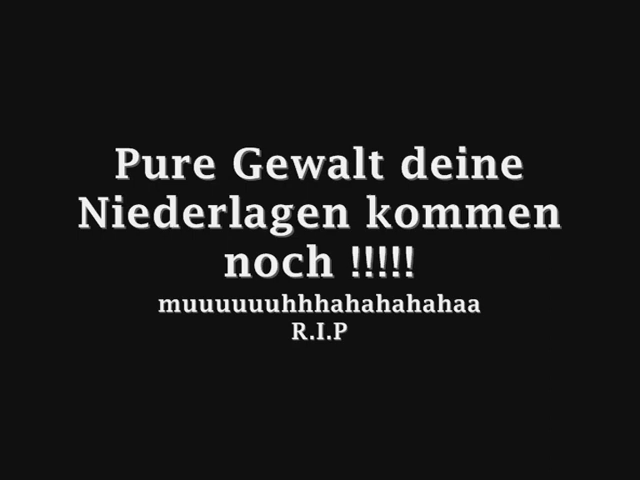 Pure Gewalt deine
Niederlagen kommen
noch !!!!!
muuuuuuhhhahahahahaa
R.I.P